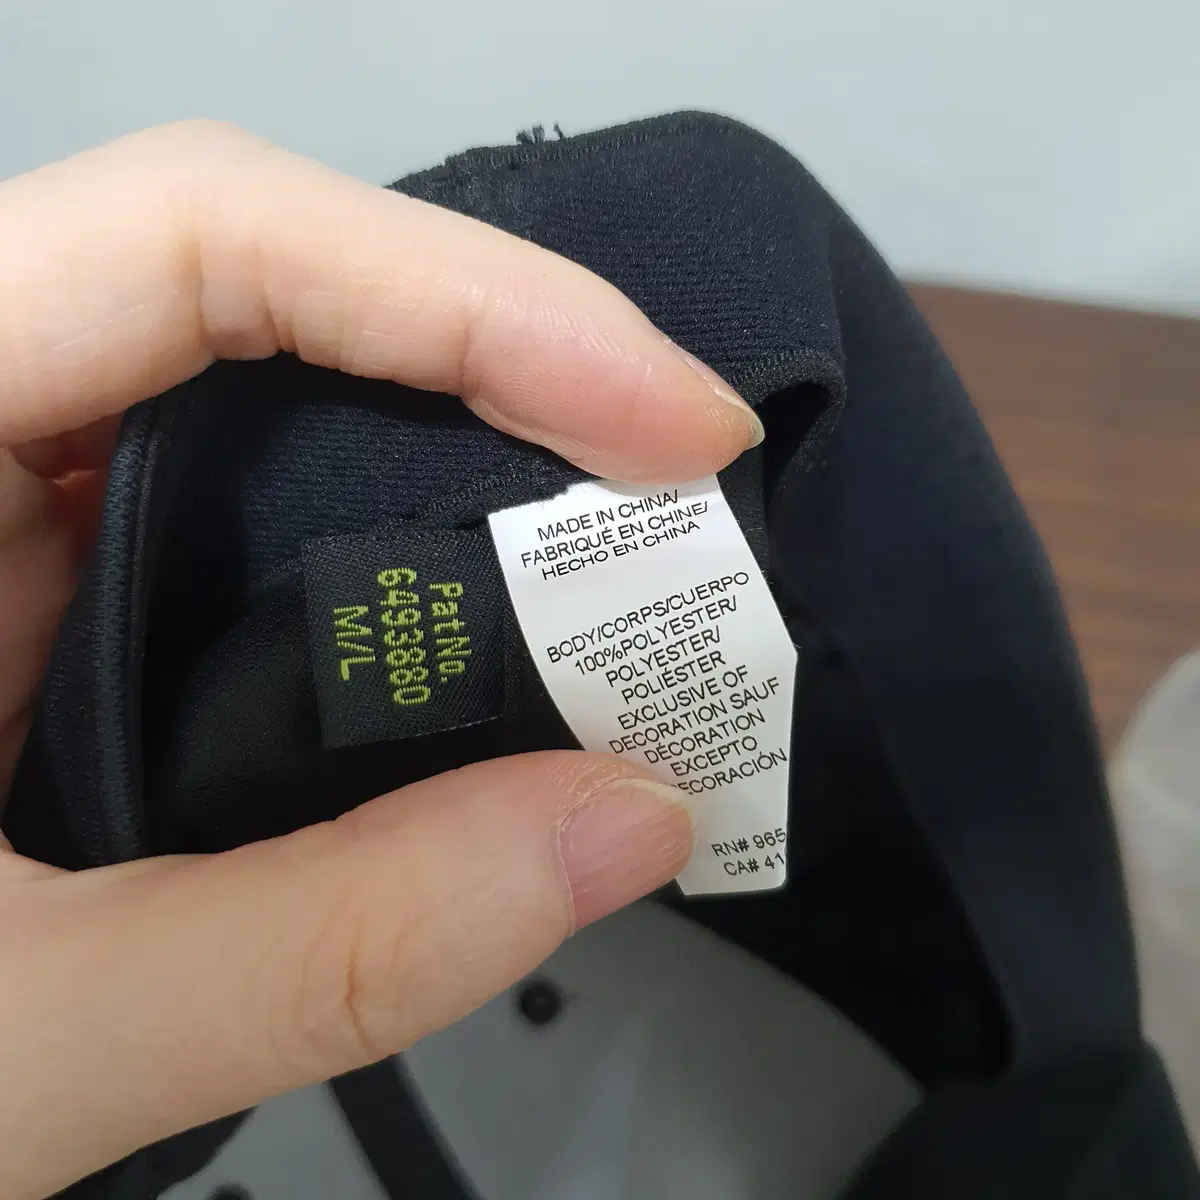 PatNo.
6493880
M/L
MADE IN CHINA/
FABRIQUÉ EN CHINE/
HECHO EN CHINA
BODY/CORPS/CUERPO
100%POLYESTER/
POLYESTER/
POLIÉSTER
EXCLUSIVE OF
DECORATION SAUF
DÉCORATION
EXCEPTO
ECORACIÓN
RN# 965
CA# 41